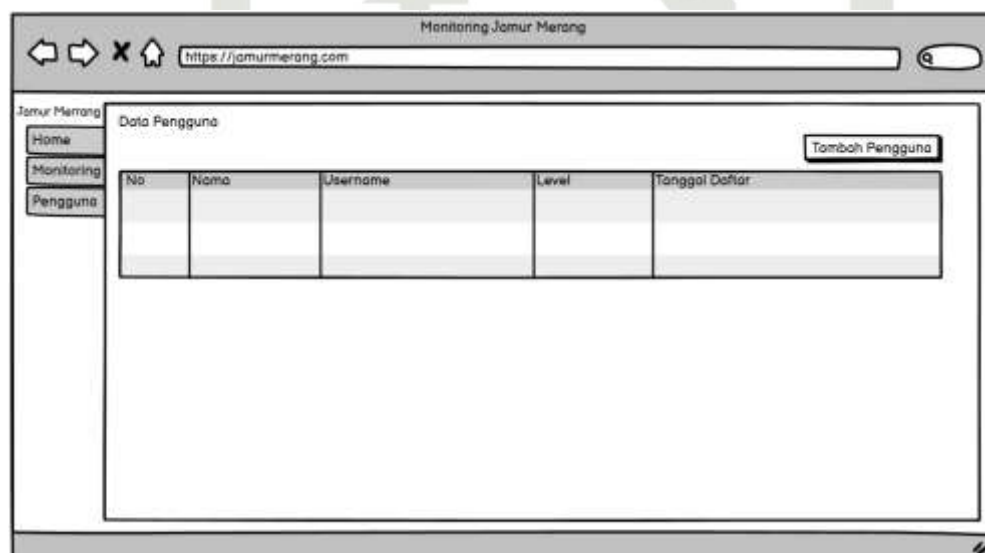 Monitoring Jamur Merang
https://jamurmerang.com
Jamur Merrang
Home
Monitoring
Pengguna
Data Pengguna
Tambah Pengguna
No Nama Username Level Tanggal Daftar